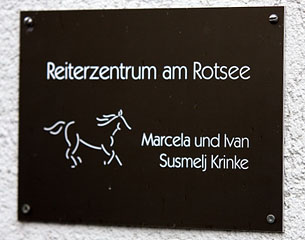 Reiterzentrum am Rotsee
Marcela und Ivan
Susmelj Krinke